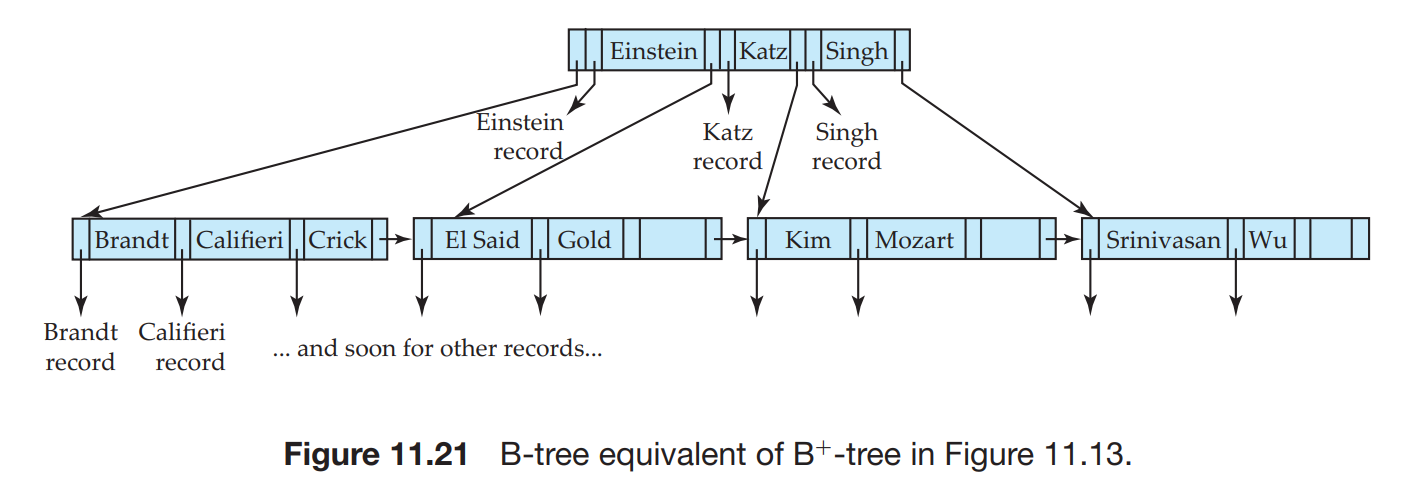 Einstein Katz Singh
Einstein
record
Katz
record
Singh
record
Brandt Califieri Crick El Said Gold Kim Mozart Srinivasan Wu
Brandt
record
Califieri
record
... and soon for other records...
Figure 11.21 B-tree equivalent of B+-tree in Figure 11.13.